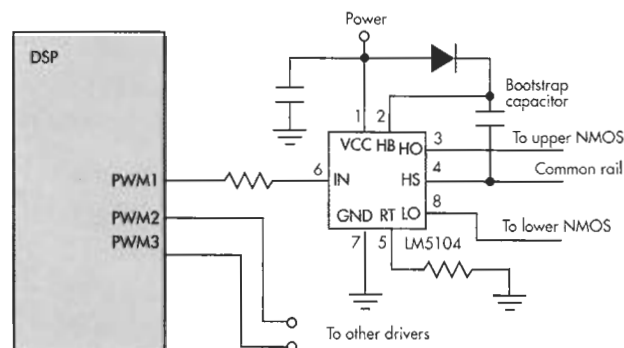 Power
DSP
Bootstrap
capacitor
1
2
VCC
HB
HO
3
To upper NMOS
PWM1
6
IN
HS
4
Common rail
PWM2
GND
RT
LO
8
To lower NMOS
PWM3
7
5
LM5104
To other drivers